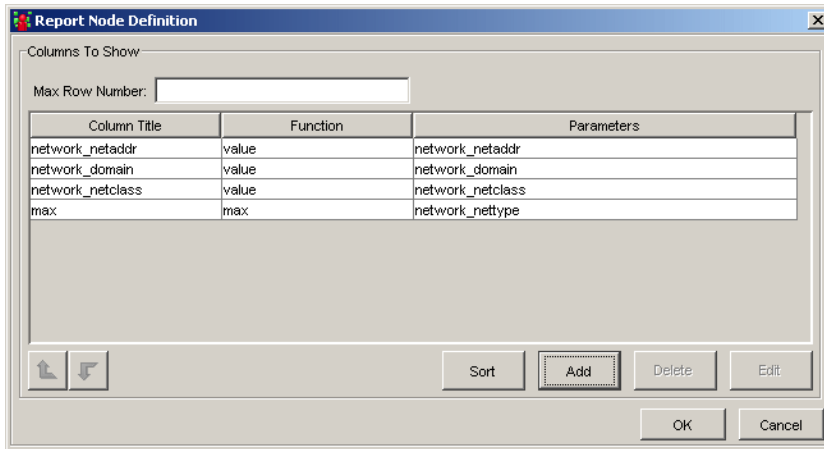 Report Node Definition
Columns To Show
Max Row Number:
Column Title Function Parameters
network_netaddr value network_netaddr
network_domain value network_domain
network_netclass value network_netclass
max max network_nettype
Sort Add Delete Edit
OK Cancel